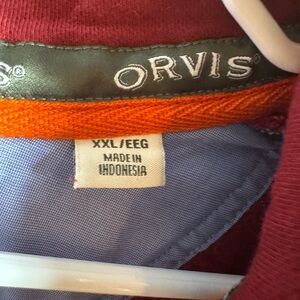 S®
ORVIS®
XXL/EEG
MADE IN
INDONESIA